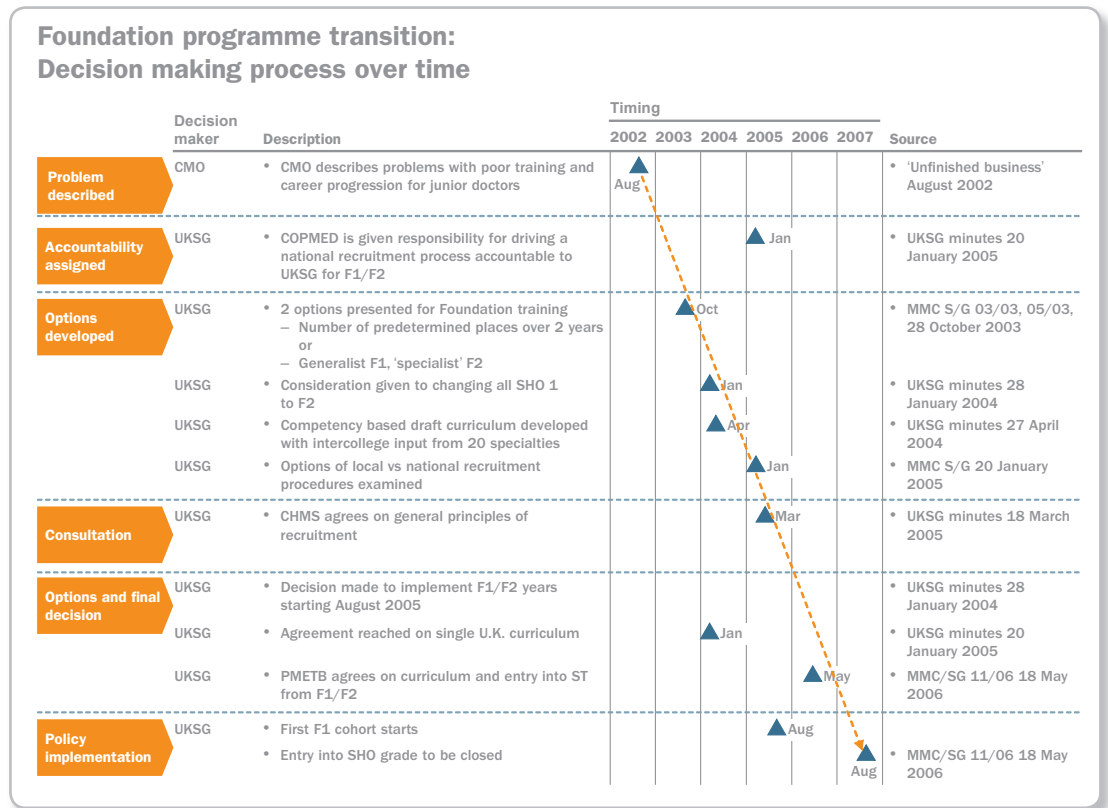 Foundation programme transition:
Decision making process over time
Timing
Decision
maker
Description
2002 2003 2004 2005 2006 2007
Source
Problem
described
CMO
• CMO describes problems with poor training and
career progression for junior doctors
Aug
• ‘Unfinished business’
August 2002
Accountability
assigned
UKSG
• COPMED is given responsibility for driving a
national recruitment process accountable to
UKSG for F1/F2
Jan
• UKSG minutes 20
January 2005
Options
developed
UKSG
• 2 options presented for Foundation training
– Number of predetermined places over 2 years
or
– Generalist F1, ‘specialist’ F2
Oct
• MMC S/G 03/03, 05/03,
28 October 2003
UKSG
• Consideration given to changing all SHO 1
to F2
Jan
• UKSG minutes 28
January 2004
UKSG
• Competency based draft curriculum developed
with intercollege input from 20 specialties
Apr
• UKSG minutes 27 April
2004
UKSG
• Options of local vs national recruitment
procedures examined
Jan
• MMC S/G 20 January
2005
Consultation
UKSG
• CHMS agrees on general principles of
recruitment
Mar
• UKSG minutes 18 March
2005
Options and final
decision
UKSG
• Decision made to implement F1/F2 years
starting August 2005
• UKSG minutes 28
January 2004
UKSG
• Agreement reached on single U.K. curriculum
Jan
• UKSG minutes 20
January 2005
UKSG
• PMETB agrees on curriculum and entry into ST
from F1/F2
May
• MMC/SG 11/06 18 May
2006
Policy
implementation
UKSG
• First F1 cohort starts
Aug
• Entry into SHO grade to be closed
Aug
• MMC/SG 11/06 18 May
2006